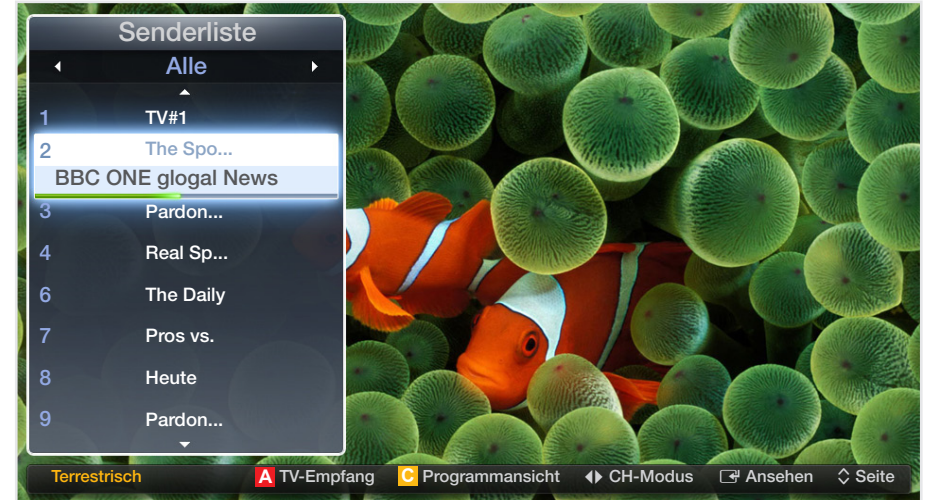 Senderliste
Alle
1 TV#1
2 The Spo...
BBC ONE glogal News
3 Pardon...
4 Real Sp...
6 The Daily
7 Pros vs.
8 Heute
9 Pardon...
Terrestrisch A TV-Empfang C Programmansicht CH-Modus Ansehen Seite